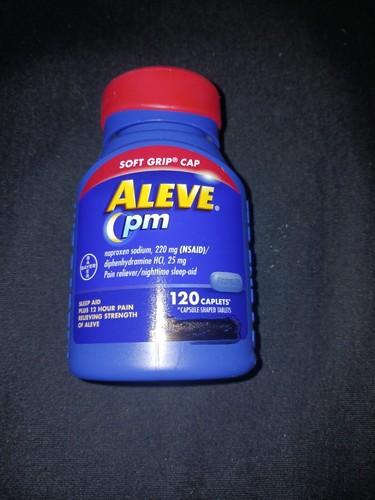 SOFT GRIP® CAP
ALEVE®
pm
naproxen sodium, 220 mg (NSAID)/
diphenhydramine HCl, 25 mg
Pain reliever/nighttime sleep-aid
BAYER
SLEEP AID
PLUS 12 HOUR PAIN
RELIEVING STRENGTH
OF ALEVE
120 CAPLETS*
*CAPSULE-SHAPED TABLETS